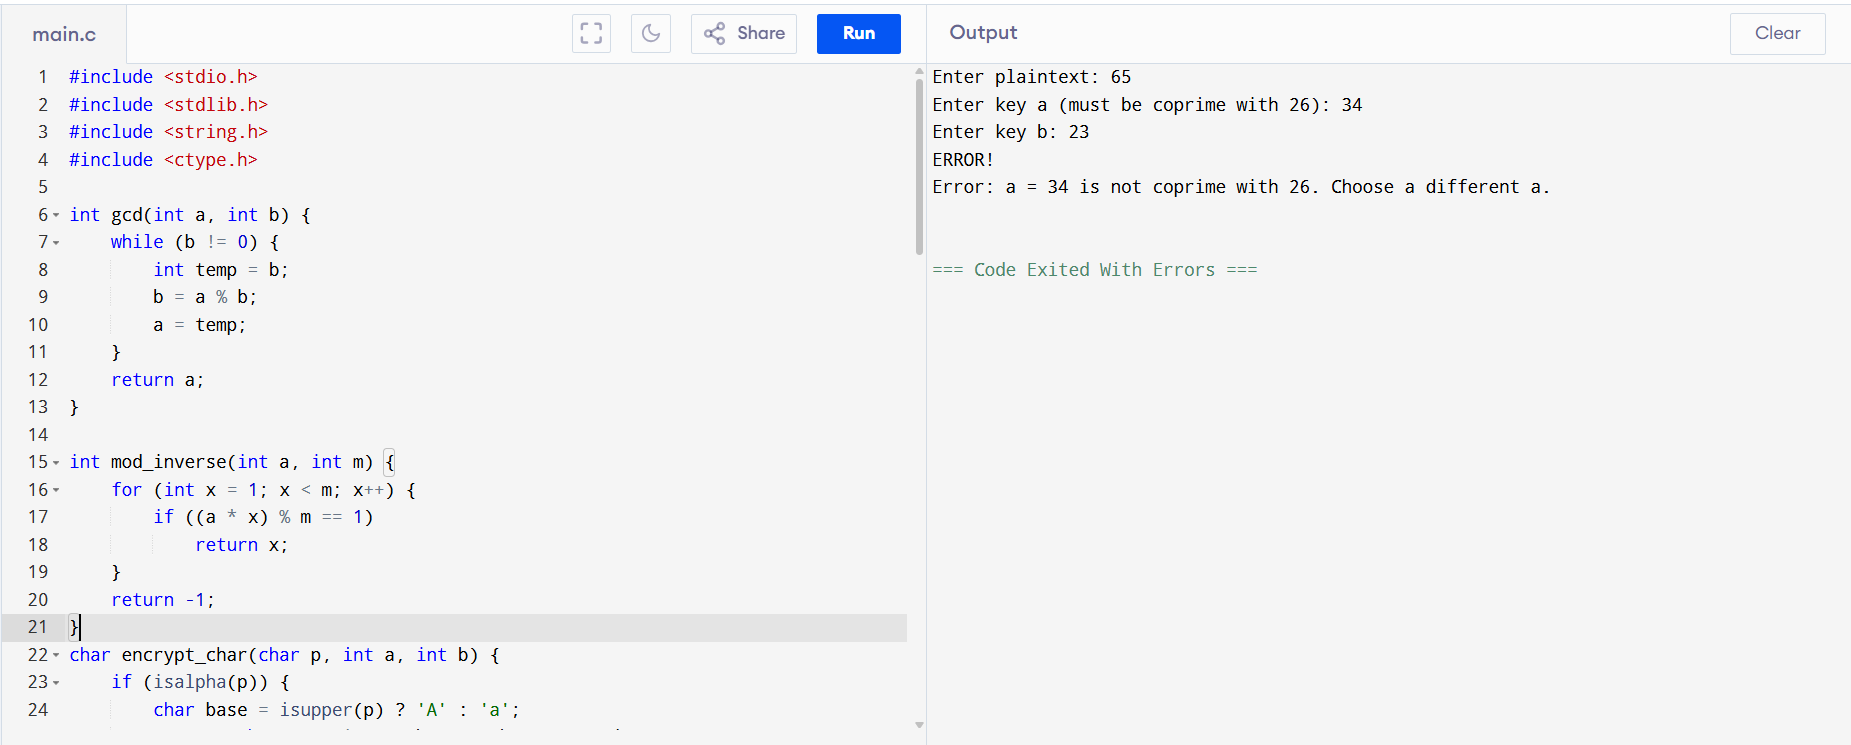 main.c
Share
Run
1 #include <stdio.h>
2 #include <stdlib.h>
3 #include <string.h>
4 #include <ctype.h>
5
6 int gcd(int a, int b) {
7     while (b != 0) {
8         int temp = b;
9         b = a % b;
10         a = temp;
11     }
12     return a;
13 }
14
15 int mod_inverse(int a, int m) {
16     for (int x = 1; x < m; x++) {
17         if ((a * x) % m == 1)
18             return x;
19     }
20     return -1;
21 }
22 char encrypt_char(char p, int a, int b) {
23     if (isalpha(p)) {
24         char base = isupper(p) ? 'A' : 'a';
Output
Clear
Enter plaintext: 65
Enter key a (must be coprime with 26): 34
Enter key b: 23
ERROR!
Error: a = 34 is not coprime with 26. Choose a different a.
=== Code Exited With Errors ===